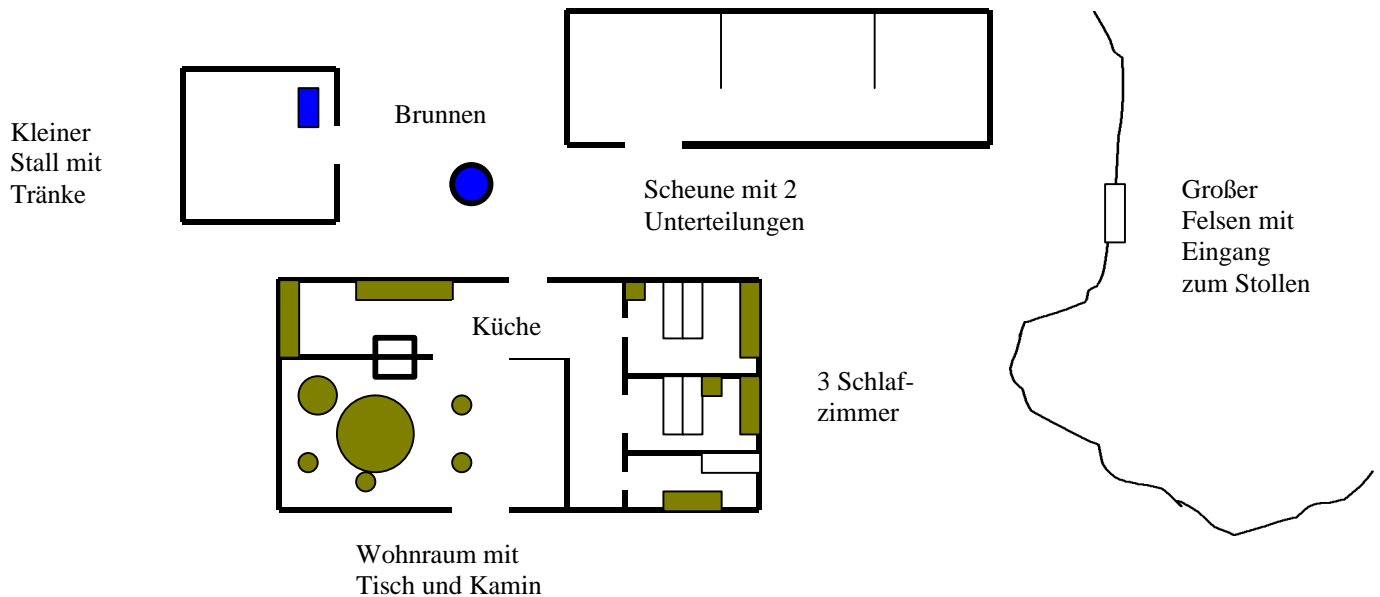 Kleiner
Stall mit
Tränke
Brunnen
Scheune mit 2
Unterteilungen
Großer
Felsen mit
Eingang
zum Stollen
Küche
3 Schlaf-
zimmer
Wohnraum mit
Tisch und Kamin